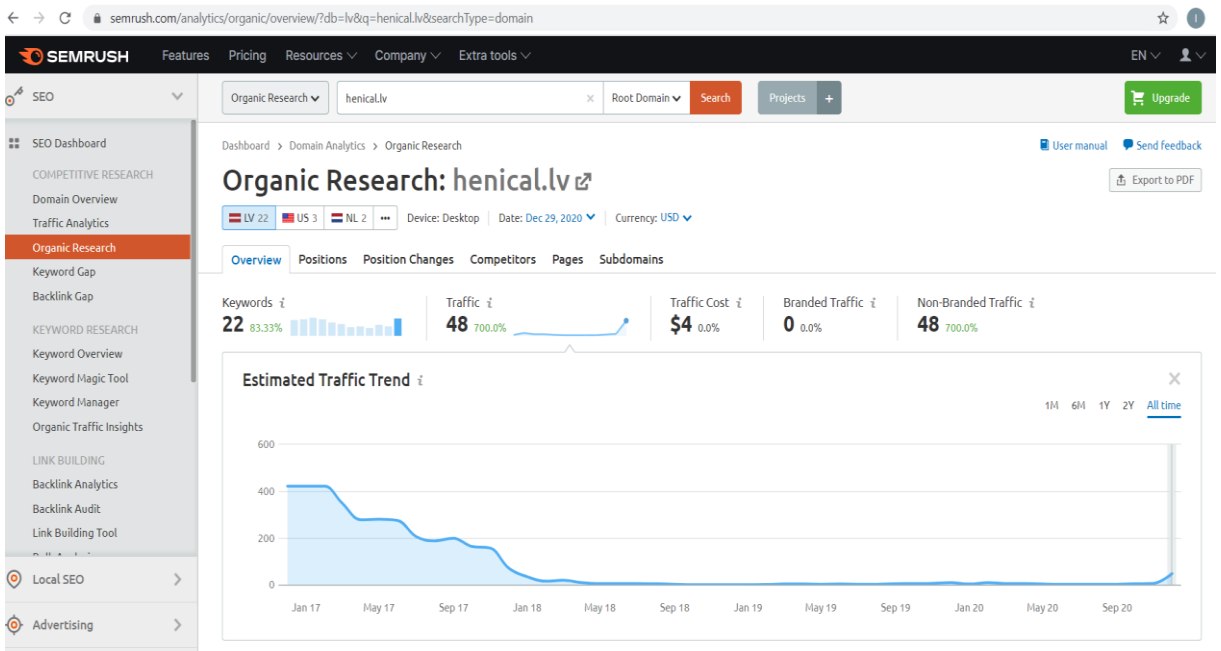 semrush.com/analytics/organic/overview/?db=lv&q=henical.lv&searchType=domain
I
SEMRUSH Features Pricing Resources Company Extra tools EN
SEO
Organic Research henical.lv × Root Domain Search Projects + Upgrade
SEO Dashboard
COMPETITIVE RESEARCH
Domain Overview
Traffic Analytics
Organic Research
Keyword Gap
Backlink Gap
KEYWORD RESEARCH
Keyword Overview
Keyword Magic Tool
Keyword Manager
Organic Traffic Insights
LINK BUILDING
Backlink Analytics
Backlink Audit
Link Building Tool
Local SEO
Advertising
Dashboard > Domain Analytics > Organic Research User manual Send feedback
Organic Research: henical.lv Export to PDF
LV 22 US 3 NL 2 ••• Device: Desktop Date: Dec 29, 2020 Currency: USD
Overview Positions Position Changes Competitors Pages Subdomains
Keywords i Traffic i Traffic Cost i Branded Traffic i Non-Branded Traffic i
22 83.33% 48 700.0% $4 0.0% 0 0.0% 48 700.0%
Estimated Traffic Trend i
1M 6M 1Y 2Y All time
600
400
200
0
Jan 17 May 17 Sep 17 Jan 18 May 18 Sep 18 Jan 19 May 19 Sep 19 Jan 20 May 20 Sep 20